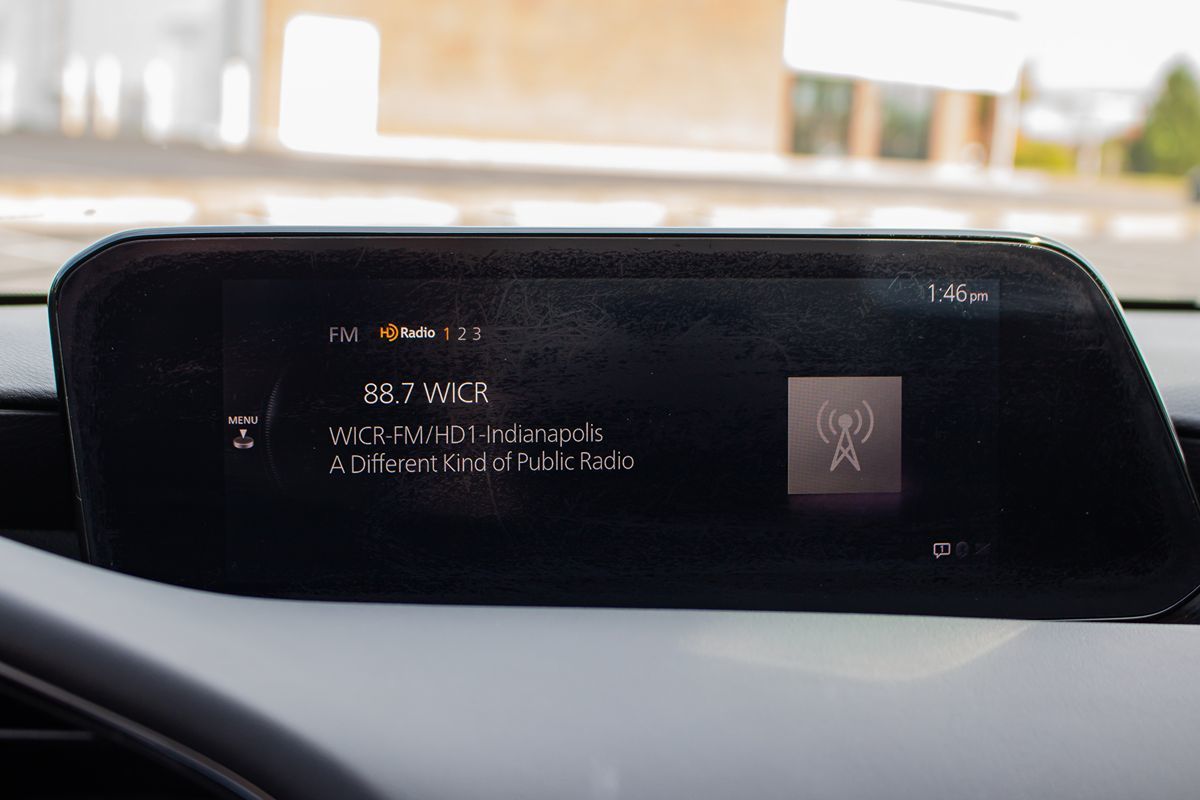 1:46pm
FM HD Radio 1 2 3
88.7 WICR
MENU
WICR-FM/HD1-Indianapolis
A Different Kind of Public Radio
1